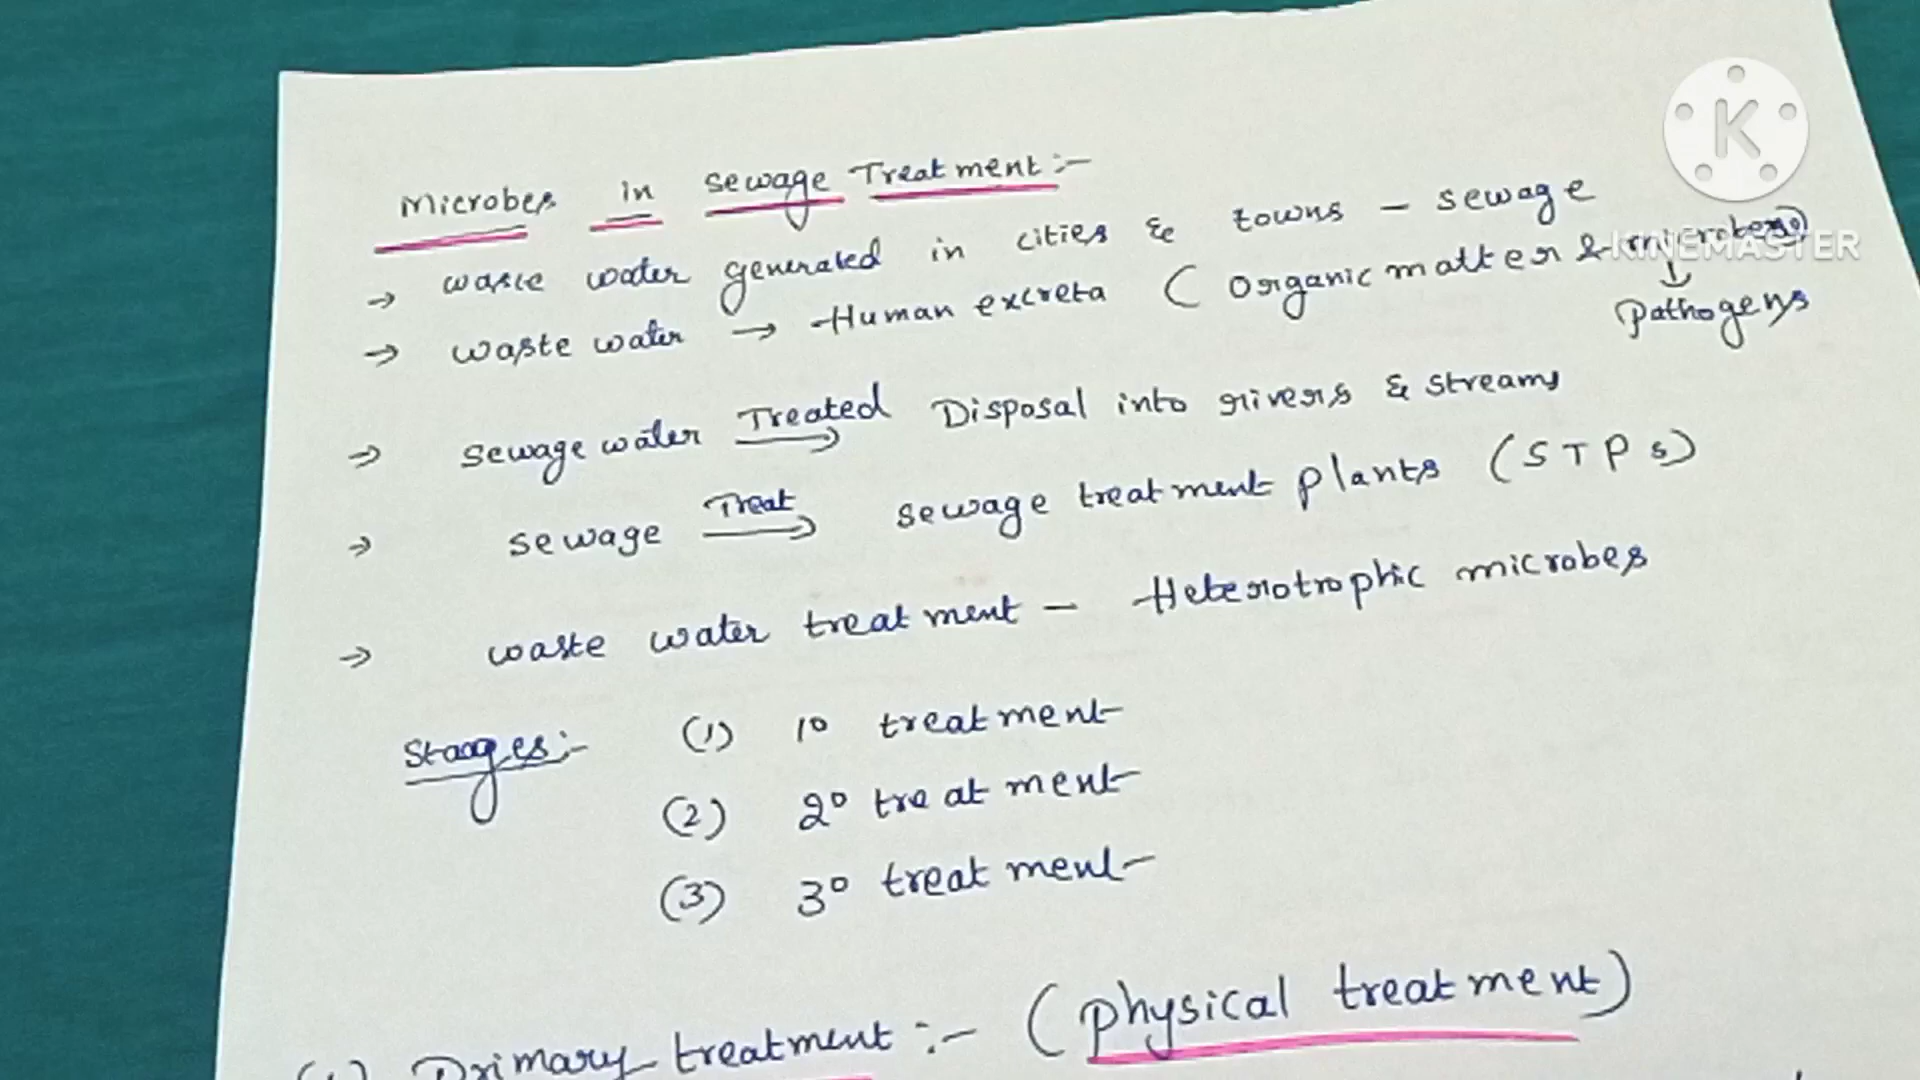 Microbes in Sewage Treatment :-
→ waste water generated in cities & towns - sewage
→ waste water → Human excreta (Organic matter & microbes)
↓
Pathogens
→ sewage water Treated → Disposal into rivers & streams
→ sewage Treat → sewage treatment plants (STPs)
→ waste water treatment - Heterotrophic microbes
Stages :- (1) 1° treatment
(2) 2° treatment
(3) 3° treatment
(1) Primary treatment :- (physical treatment)
K
KINEMASTER